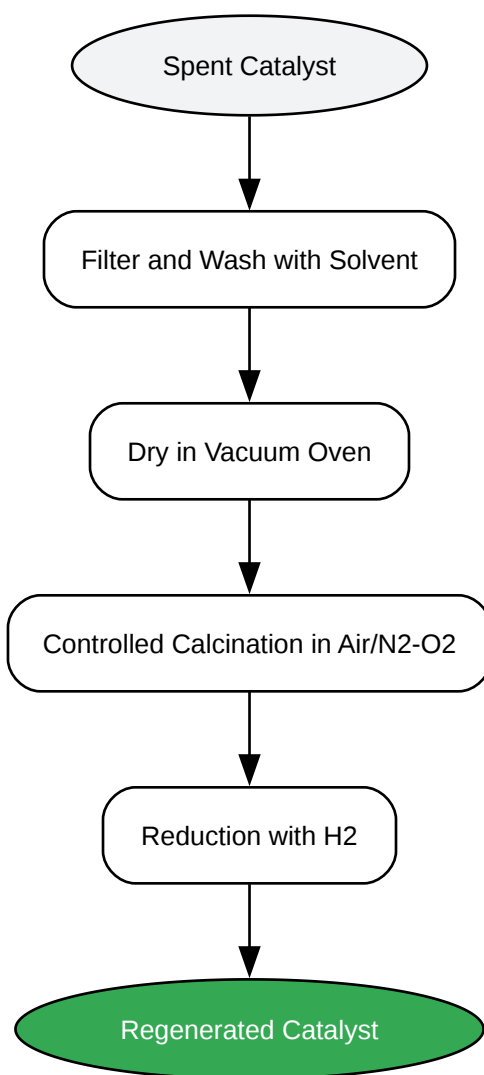 Spent Catalyst
Filter and Wash with Solvent
Dry in Vacuum Oven
Controlled Calcination in Air/N2-O2
Reduction with H2
Regenerated Catalyst